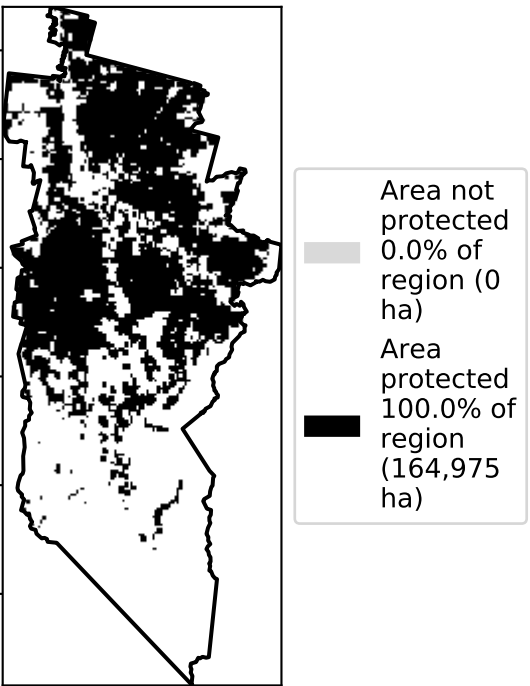 Area not
protected
0.0% of
region (0
ha)
Area
protected
100.0% of
region
(164,975
ha)